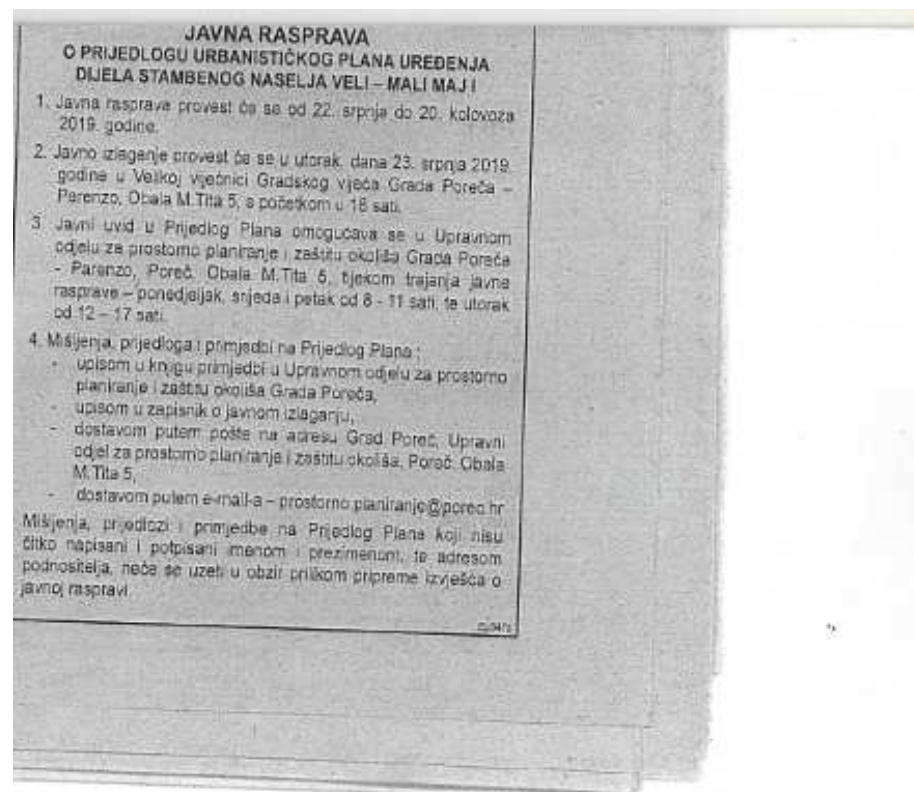 JAVNA RASPRAVA
O PRIJEDLOGU URBANISTIČKOG PLANA UREĐENJA
DIJELA STAMBENOG NASELJA VELI – MALI MAJ I
1. Javna rasprava provest će se od 22. srpnja do 20. kolovoza
2019. godine.
2. Javno izlaganje provest će se u utorak, dana 23. srpnja 2019.
godine u Velikoj vijećnici Gradskog vijeća Grada Poreča –
Parenzo, Obala M.Tita 5, s početkom u 18 sati.
3. Javni uvid u Prijedlog Plana omogućava se u Upravnom
odjelu za prostorno planiranje i zaštitu okoliša Grada Poreča
- Parenzo, Poreč, Obala M.Tita 5, tijekom trajanja javne
rasprave – ponedjeljak, srijeda i petak od 8 - 11 sati, te utorak
od 12 – 17 sati.
4. Mišljenja, prijedloga i primjedbi na Prijedlog Plana :
- upisom u knjigu primjedbi u Upravnom odjelu za prostorno
planiranje i zaštitu okoliša Grada Poreča,
- upisom u zapisnik o javnom izlaganju,
- dostavom putem pošte na adresu Grad Poreč, Upravni
odjel za prostorno planiranje i zaštitu okoliša, Poreč, Obala
M.Tita 5,
- dostavom putem e-mail-a – prostorno.planiranje@porec.hr
Mišljenja, prijedlozi i primjedbe na Prijedlog Plana koji nisu
čitko napisani i potpisani imenom i prezimenom, te adresom
podnositelja, neće se uzeti u obzir prilikom pripreme izvješća o
javnoj raspravi.